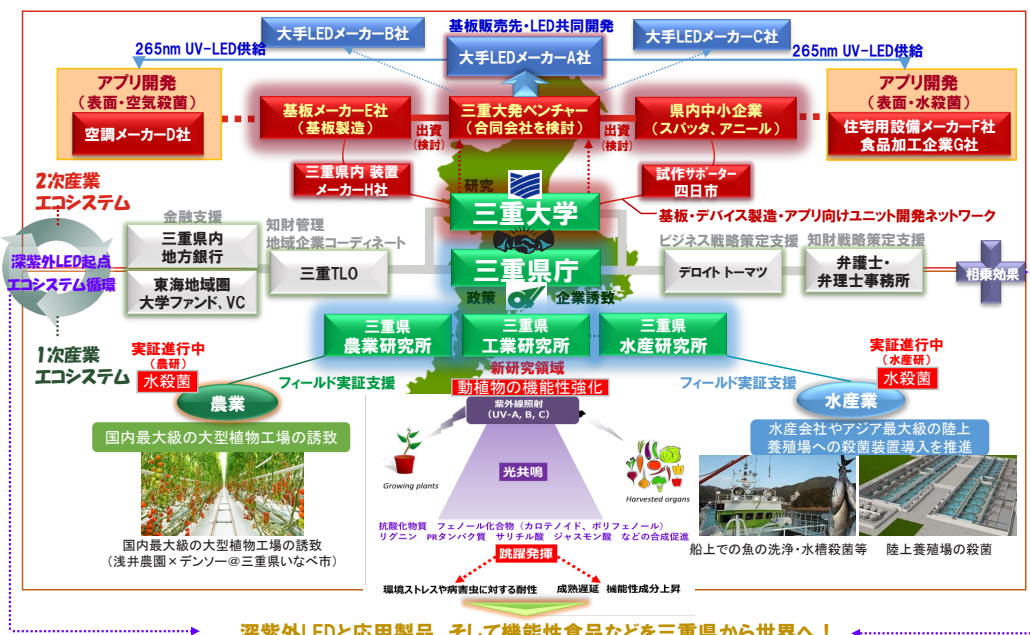 基板販売先・LED共同開発
大手LEDメーカーB社
大手LEDメーカーA社
大手LEDメーカーC社
265nm UV-LED供給
265nm UV-LED供給
アプリ開発
（表面・空気殺菌）
空調メーカーD社
基板メーカーE社
（基板製造）
出資
（検討）
三重大発ベンチャー
（合同会社を検討）
出資
（検討）
県内中小企業
（スパッタ、アニール）
アプリ開発
（表面・水殺菌）
住宅用設備メーカーF社
食品加工企業G社
三重県内 装置
メーカーH社
研究
試作サポーター
四日市
2次産業
エコシステム
三重大学
基板・デバイス製造・アプリ向けユニット開発ネットワーク
金融支援
三重県内
地方銀行
東海地域圏
大学ファンド、VC
知財管理
地域企業コーディネート
三重TLO
三重県庁
政策
企業誘致
ビジネス戦略策定支援
デロイト トーマツ
知財戦略策定支援
弁護士・
弁理士事務所
相乗効果
深紫外LED起点
エコシステム循環
1次産業
エコシステム
三重県
農業研究所
三重県
工業研究所
三重県
水産研究所
実証進行中
（農研）
水殺菌
フィールド実証支援
農業
新研究領域
動植物の機能性強化
フィールド実証支援
実証進行中
（水産研）
水殺菌
水産業
国内最大級の大型植物工場の誘致
国内最大級の大型植物工場の誘致
（浅井農園×デンソー＠三重県いなべ市）
紫外線照射
（UV-A, B, C）
光共鳴
Growing plants
Harvested organs
抗酸化物質　フェノール化合物（カロテノイド、ポリフェノール）
リグニン　PRタンパク質　サリチル酸　ジャスモン酸　などの合成促進
跳躍発揮
環境ストレスや病害虫に対する耐性
成熟遅延
機能性成分上昇
水産会社やアジア最大級の陸上
養殖場への殺菌装置導入を推進
船上での魚の洗浄・水槽殺菌等
陸上養殖場の殺菌
深紫外LEDと応用製品、そして機能性食品などを三重県から世界へ！